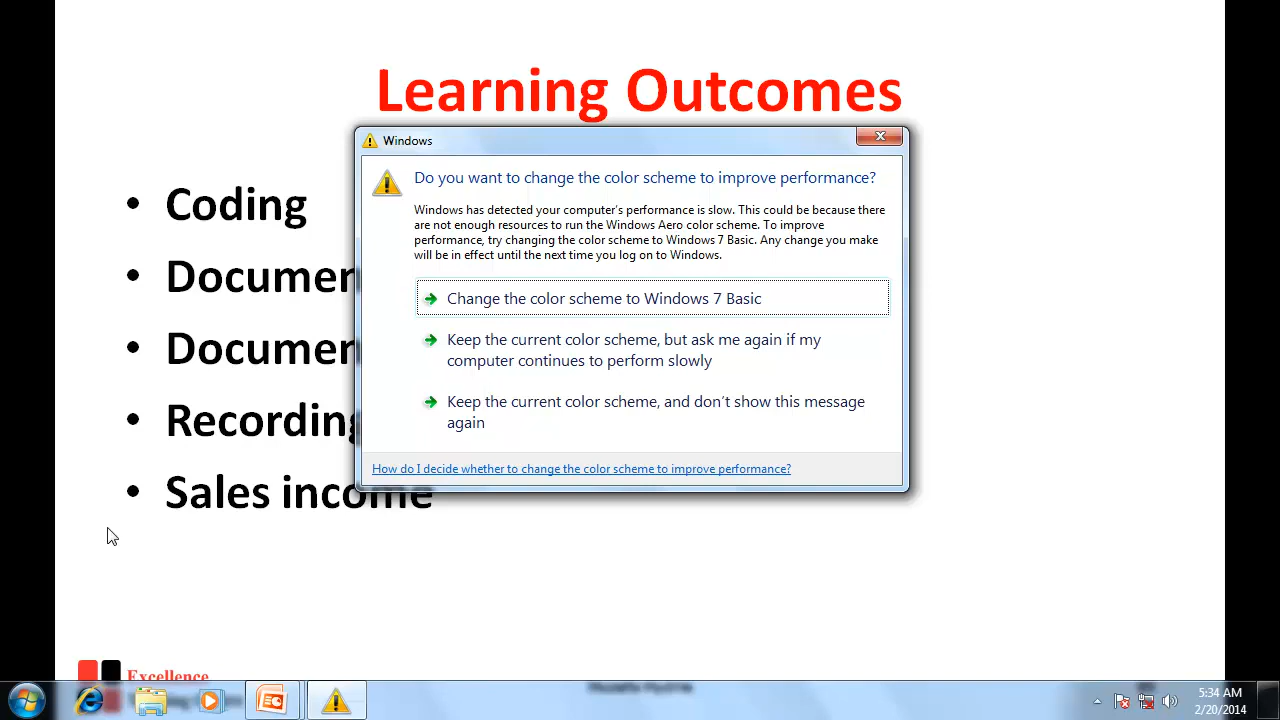 Learning Outcomes
Windows
Do you want to change the color scheme to improve performance?
Windows has detected your computer's performance is slow. This could be because there
are not enough resources to run the Windows Aero color scheme. To improve
performance, try changing the color scheme to Windows 7 Basic. Any change you make
will be in effect until the next time you log on to Windows.
Change the color scheme to Windows 7 Basic
Keep the current color scheme, but ask me again if my
computer continues to perform slowly
Keep the current color scheme, and don't show this message
again
How do I decide whether to change the color scheme to improve performance?
• Coding
• Documen
• Documen
• Recording
• Sales income
Excellence
5:34 AM
2/20/2014